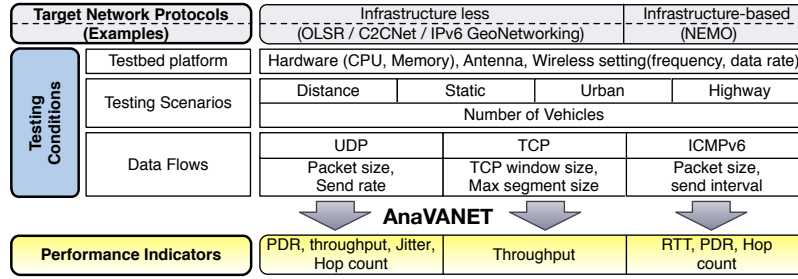 Target Network Protocols
(Examples)
Infrastructure less
(OLSR / C2CNet / IPv6 GeoNetworking)
Infrastructure-based
(NEMO)
Testing
Conditions
Testbed platform
Hardware (CPU, Memory), Antenna, Wireless setting(frequency, data rate)
Testing Scenarios
Distance
Static
Urban
Highway
Number of Vehicles
Data Flows
UDP
TCP
ICMPv6
Packet size,
Send rate
TCP window size,
Max segment size
Packet size,
send interval
AnaVANET
Performance Indicators
PDR, throughput, Jitter,
Hop count
Throughput
RTT, PDR, Hop
count